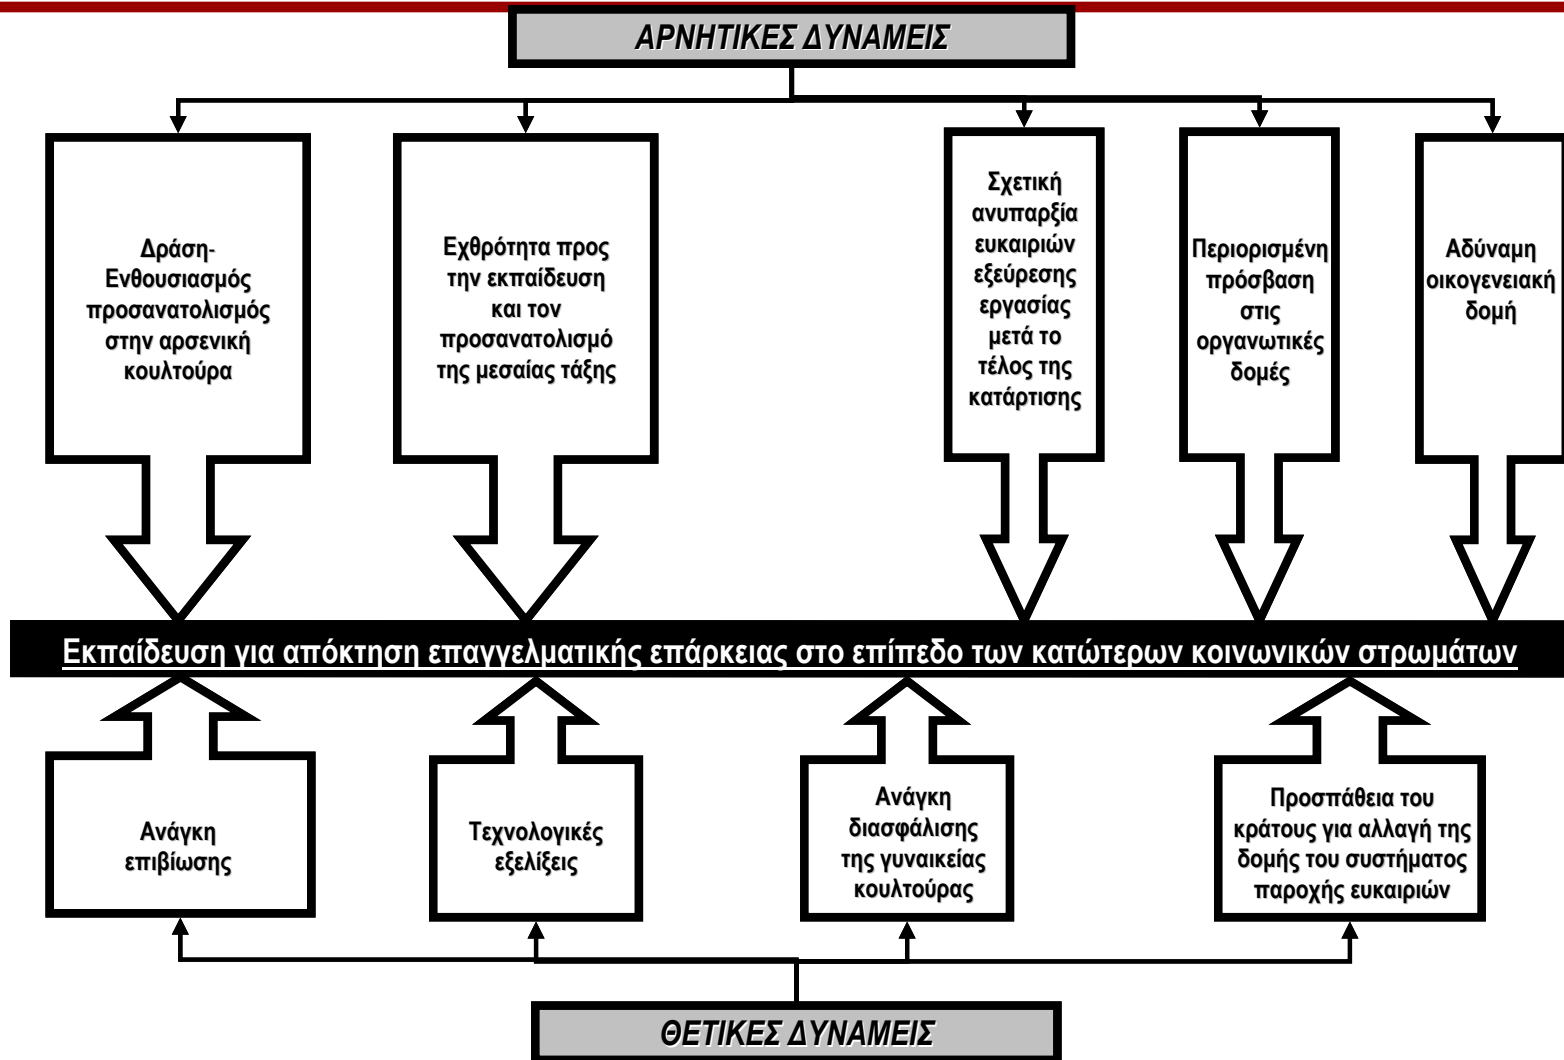 ΑΡΝΗΤΙΚΕΣ ΔΥΝΑΜΕΙΣ
Δράση-
Ενθουσιασμός
προσανατολισμός
στην αρσενική
κουλτούρα
Εχθρότητα προς
την εκπαίδευση
και τον
προσανατολισμό
της μεσαίας τάξης
Σχετική
ανυπαρξία
ευκαιριών
εξεύρεσης
εργασίας
μετά το
τέλος της
κατάρτισης
Περιορισμένη
πρόσβαση
στις
οργανωτικές
δομές
Αδύναμη
οικογενειακή
δομή
Εκπαίδευση για απόκτηση επαγγελματικής επάρκειας στο επίπεδο των κατώτερων κοινωνικών στρωμάτων
Ανάγκη
επιβίωσης
Τεχνολογικές
εξελίξεις
Ανάγκη
διασφάλισης
της γυναικείας
κουλτούρας
Προσπάθεια του
κράτους για αλλαγή της
δομής του συστήματος
παροχής ευκαιριών
ΘΕΤΙΚΕΣ ΔΥΝΑΜΕΙΣ